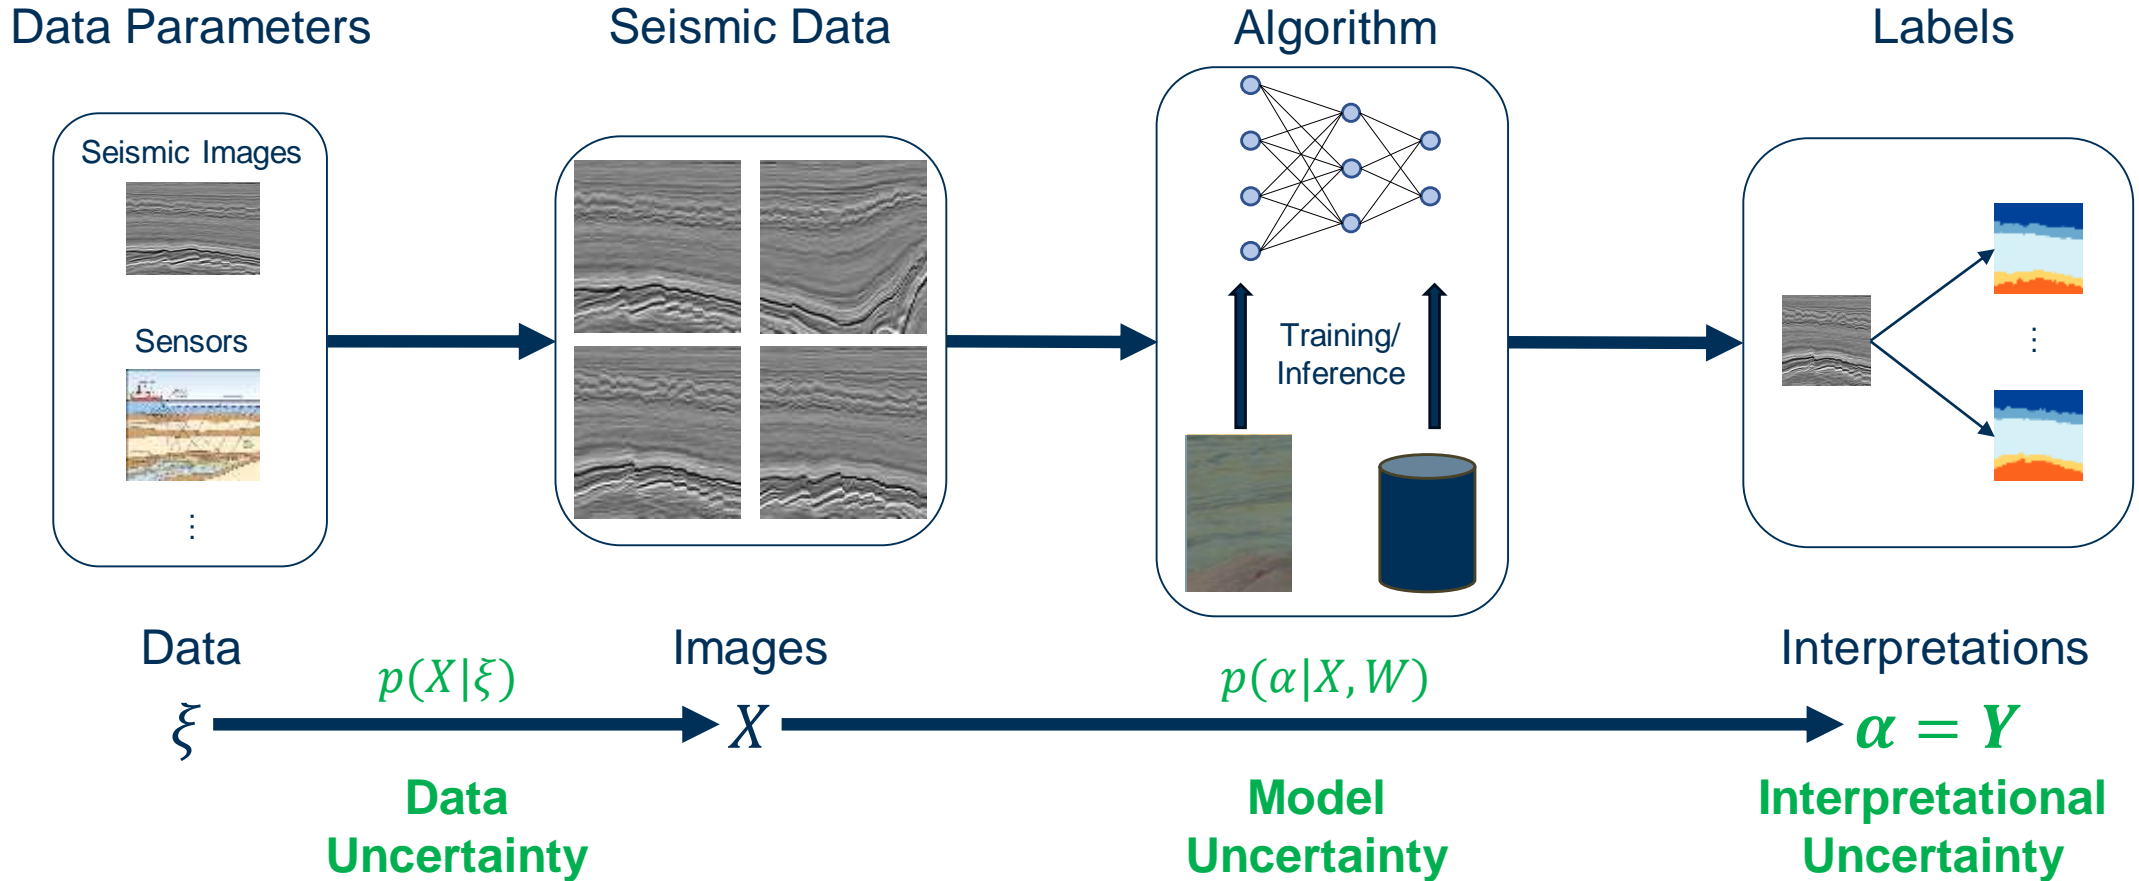 Data Parameters
Seismic Data
Algorithm
Labels
Seismic Images
Sensors
⋮
Training/
Inference
⋮
Data
Images
Interpretations
p(X|ξ)
p(α|X, W)
ξ
X
α = Y
Data
Uncertainty
Model
Uncertainty
Interpretational
Uncertainty